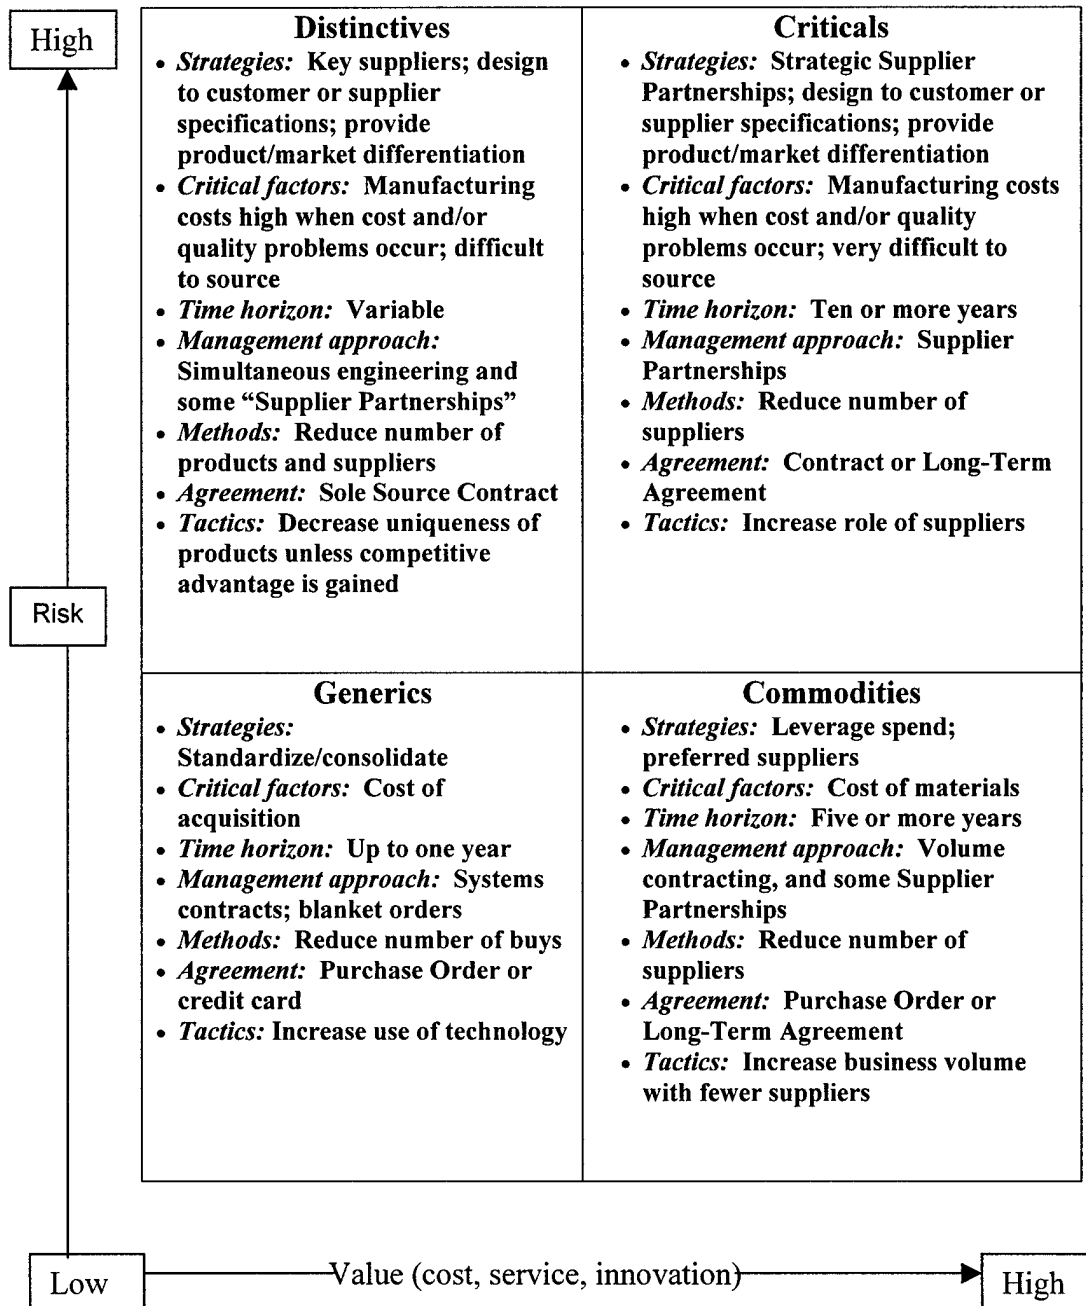 High
Risk
Distinctives
• Strategies: Key suppliers; design
to customer or supplier
specifications; provide
product/market differentiation
• Critical factors: Manufacturing
costs high when cost and/or
quality problems occur; difficult
to source
• Time horizon: Variable
• Management approach:
Simultaneous engineering and
some “Supplier Partnerships”
• Methods: Reduce number of
products and suppliers
• Agreement: Sole Source Contract
• Tactics: Decrease uniqueness of
products unless competitive
advantage is gained
Criticals
• Strategies: Strategic Supplier
Partnerships; design to customer or
supplier specifications; provide
product/market differentiation
• Critical factors: Manufacturing costs
high when cost and/or quality
problems occur; very difficult to
source
• Time horizon: Ten or more years
• Management approach: Supplier
Partnerships
• Methods: Reduce number of
suppliers
• Agreement: Contract or Long-Term
Agreement
• Tactics: Increase role of suppliers
Generics
• Strategies:
Standardize/consolidate
• Critical factors: Cost of
acquisition
• Time horizon: Up to one year
• Management approach: Systems
contracts; blanket orders
• Methods: Reduce number of buys
• Agreement: Purchase Order or
credit card
• Tactics: Increase use of technology
Commodities
• Strategies: Leverage spend;
preferred suppliers
• Critical factors: Cost of materials
• Time horizon: Five or more years
• Management approach: Volume
contracting, and some Supplier
Partnerships
• Methods: Reduce number of
suppliers
• Agreement: Purchase Order or
Long-Term Agreement
• Tactics: Increase business volume
with fewer suppliers
Low
Value (cost, service, innovation)
High